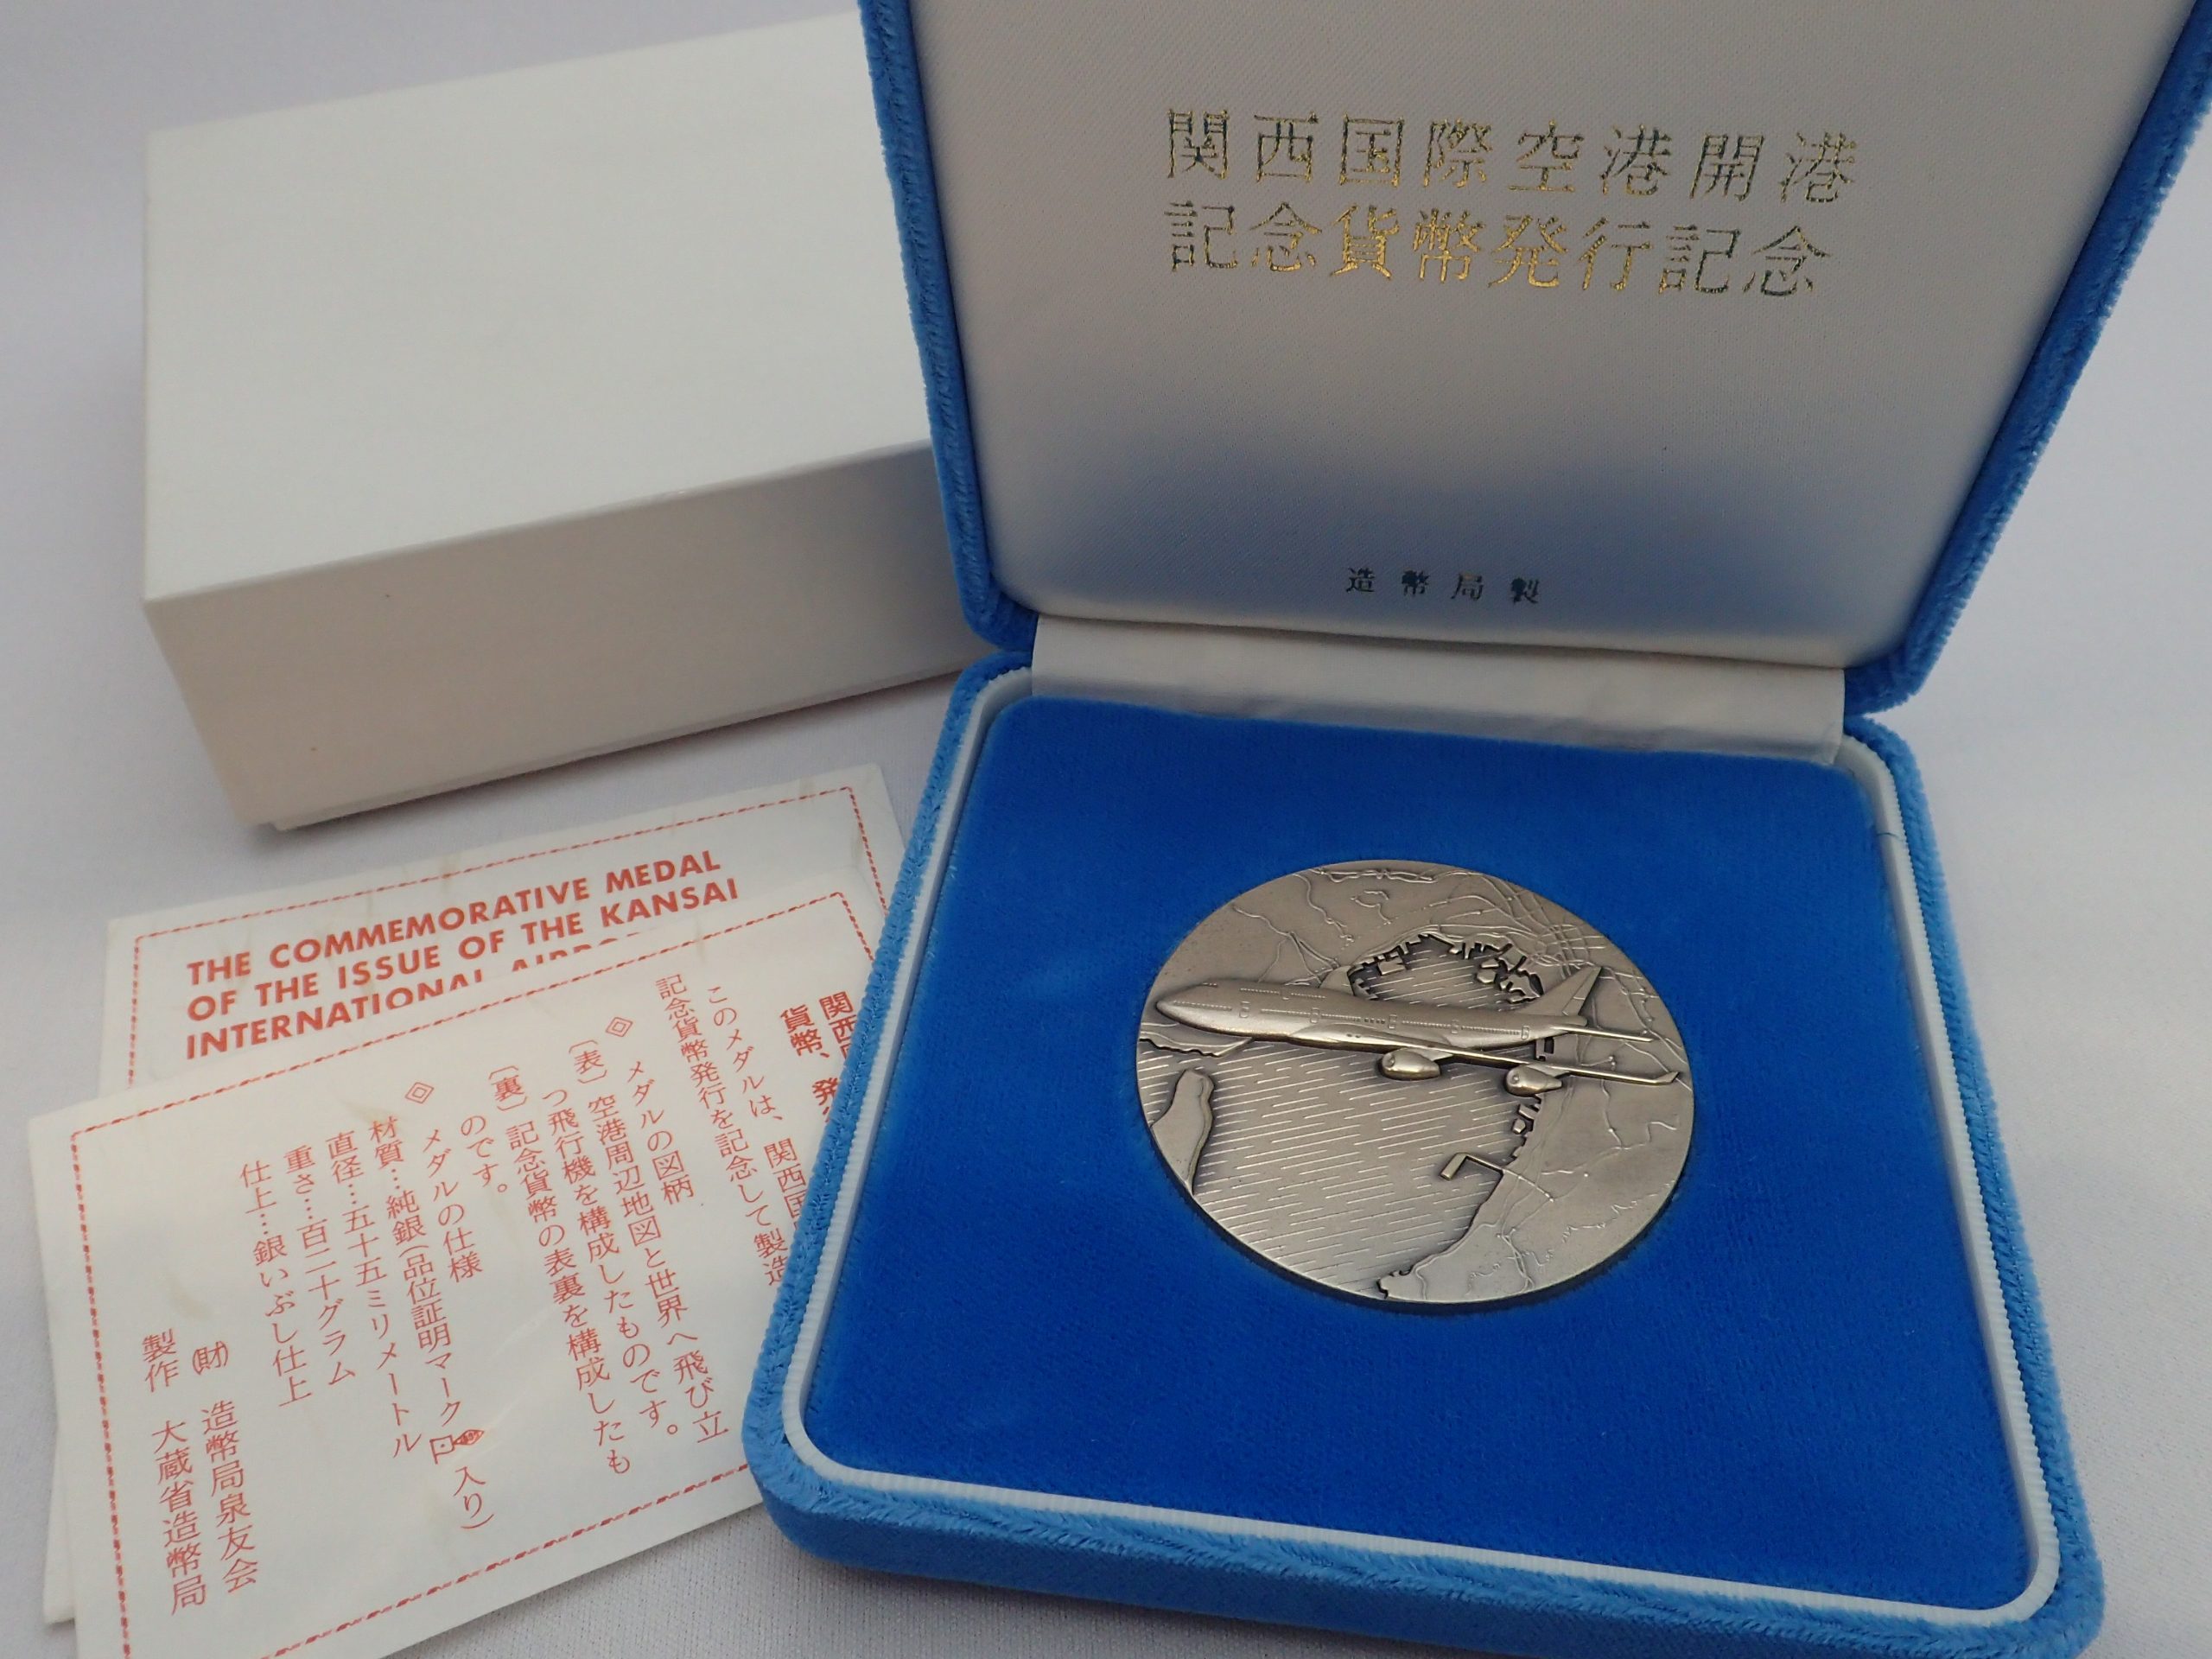 関西国際空港開港
記念貨幣発行記念
造幣局製
THE COMMEMORATIVE MEDAL
OF THE ISSUE OF THE KANSAI
INTERNATIONAL
関西
貨幣、発
このメダルは、関西国
記念貨幣発行を記念して製造
◇ メダルの図柄
〔表〕空港周辺地図と世界へ飛び立
つ飛行機を構成したものです。
〔裏〕記念貨幣の表裏を構成したも
のです。
◇ メダルの仕様
材質…純銀(品位証明マーク入り)
直径…五十五ミリメートル
重さ…百二十グラム
仕上…銀いぶし仕上
㈶ 造幣局泉友会
製作 大蔵省造幣局